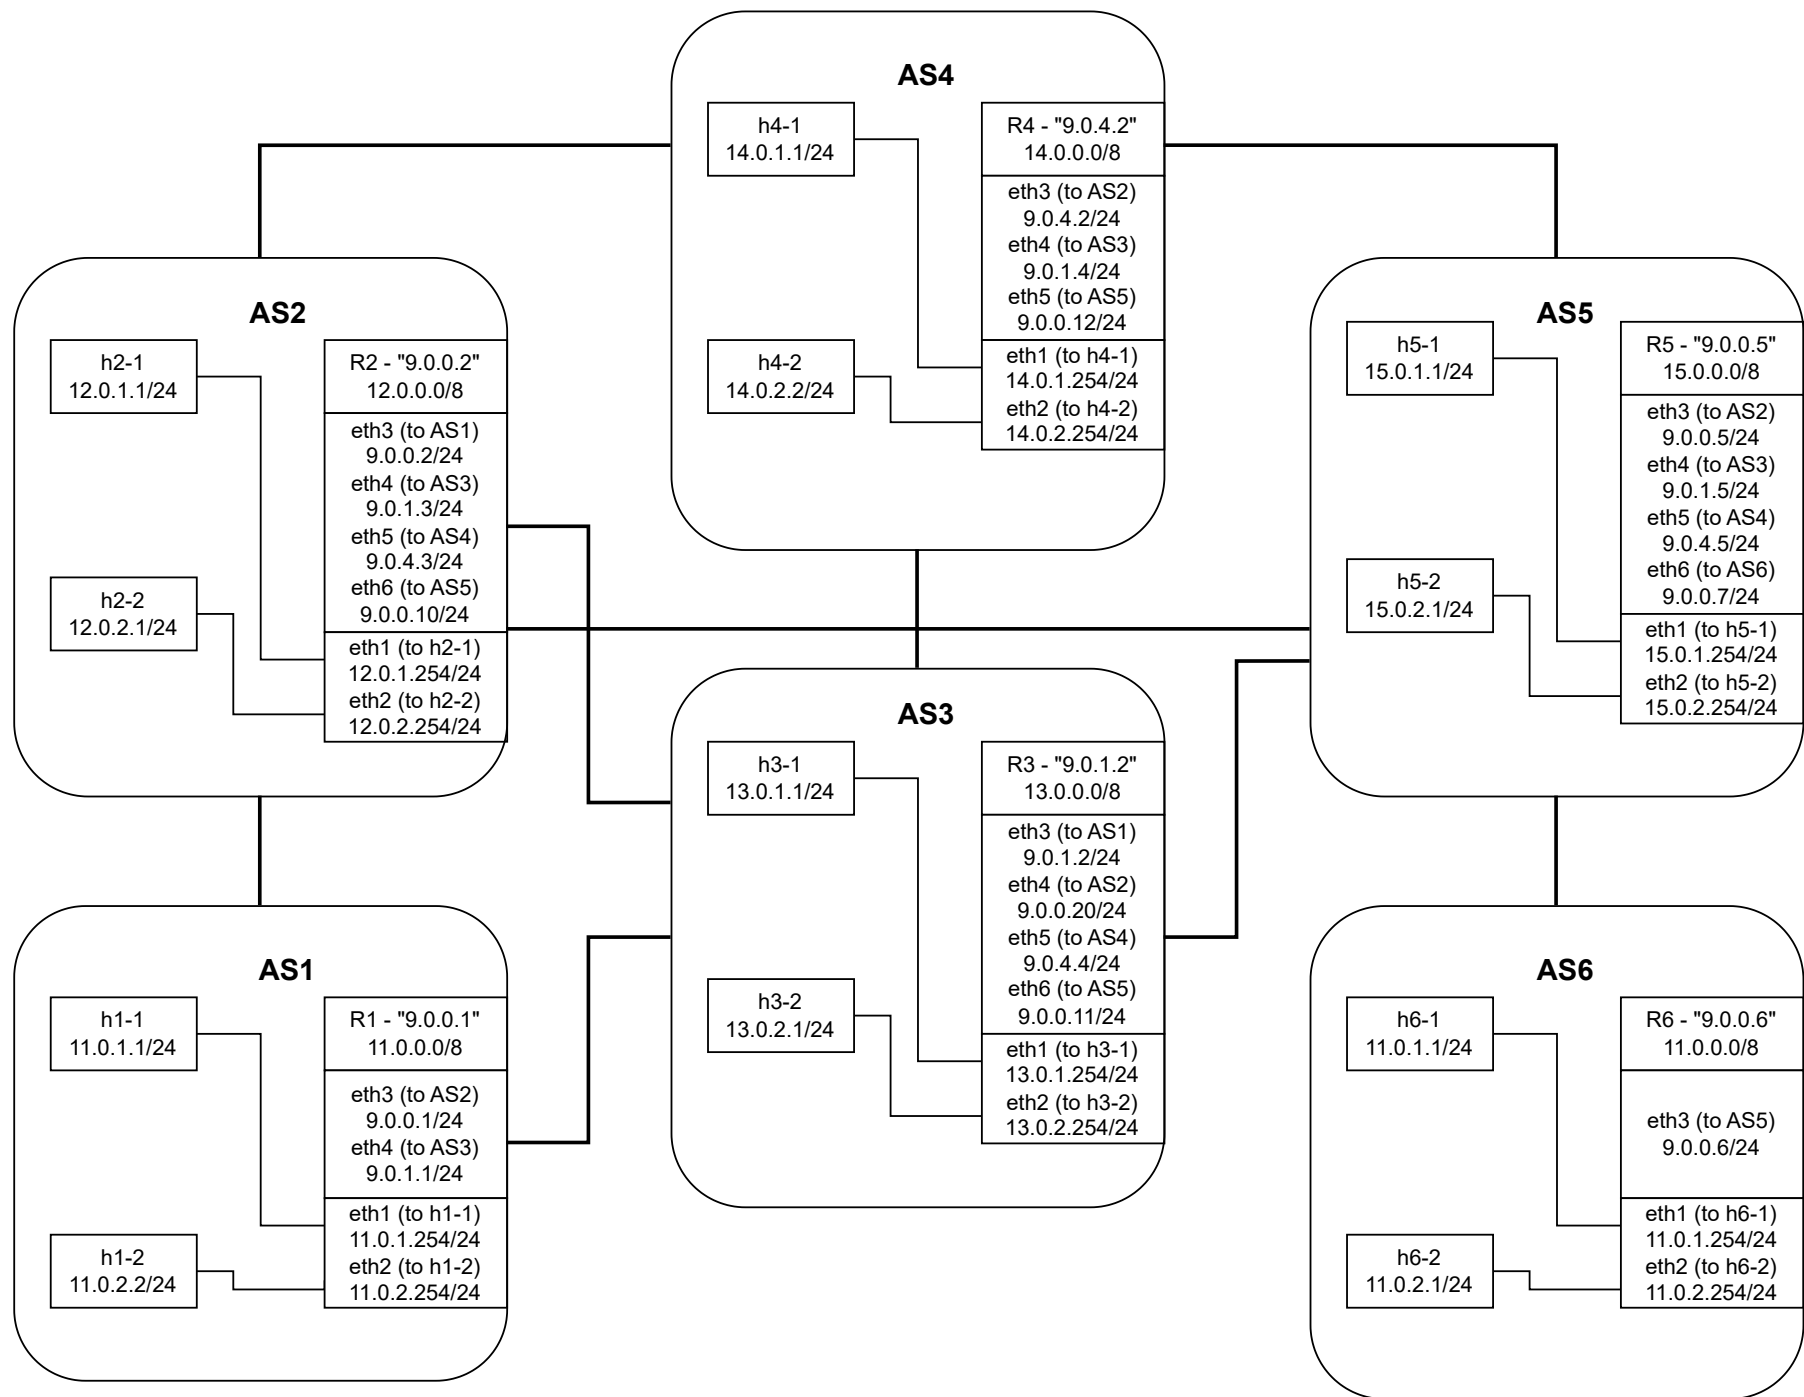 AS4
h4-1
14.0.1.1/24
R4 - "9.0.4.2"
14.0.0.0/8
eth3 (to AS2)
9.0.4.2/24
eth4 (to AS3)
9.0.1.4/24
eth5 (to AS5)
9.0.0.12/24
h4-2
14.0.2.2/24
eth1 (to h4-1)
14.0.1.254/24
eth2 (to h4-2)
14.0.2.254/24
AS2
h2-1
12.0.1.1/24
R2 - "9.0.0.2"
12.0.0.0/8
eth3 (to AS1)
9.0.0.2/24
eth4 (to AS3)
9.0.1.3/24
eth5 (to AS4)
9.0.4.3/24
eth6 (to AS5)
9.0.0.10/24
h2-2
12.0.2.1/24
eth1 (to h2-1)
12.0.1.254/24
eth2 (to h2-2)
12.0.2.254/24
AS5
h5-1
15.0.1.1/24
R5 - "9.0.0.5"
15.0.0.0/8
eth3 (to AS2)
9.0.0.5/24
eth4 (to AS3)
9.0.1.5/24
eth5 (to AS4)
9.0.4.5/24
eth6 (to AS6)
9.0.0.7/24
h5-2
15.0.2.1/24
eth1 (to h5-1)
15.0.1.254/24
eth2 (to h5-2)
15.0.2.254/24
AS3
h3-1
13.0.1.1/24
R3 - "9.0.1.2"
13.0.0.0/8
eth3 (to AS1)
9.0.1.2/24
eth4 (to AS2)
9.0.0.20/24
eth5 (to AS4)
9.0.4.4/24
eth6 (to AS5)
9.0.0.11/24
h3-2
13.0.2.1/24
eth1 (to h3-1)
13.0.1.254/24
eth2 (to h3-2)
13.0.2.254/24
AS1
h1-1
11.0.1.1/24
R1 - "9.0.0.1"
11.0.0.0/8
eth3 (to AS2)
9.0.0.1/24
eth4 (to AS3)
9.0.1.1/24
h1-2
11.0.2.2/24
eth1 (to h1-1)
11.0.1.254/24
eth2 (to h1-2)
11.0.2.254/24
AS6
h6-1
11.0.1.1/24
R6 - "9.0.0.6"
11.0.0.0/8
eth3 (to AS5)
9.0.0.6/24
h6-2
11.0.2.1/24
eth1 (to h6-1)
11.0.1.254/24
eth2 (to h6-2)
11.0.2.254/24